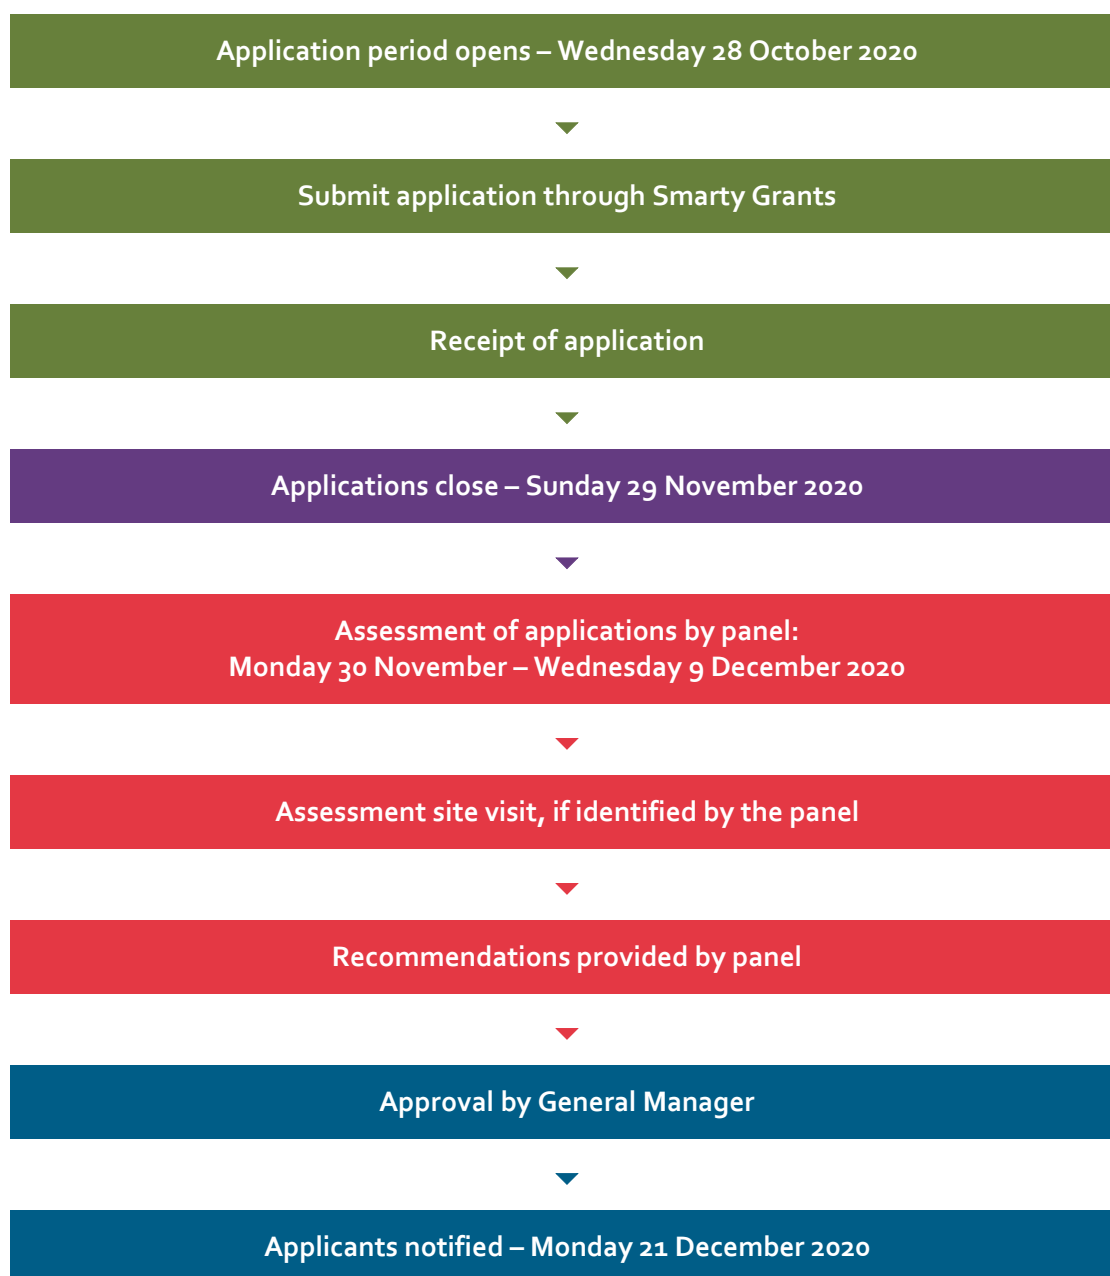 Application period opens – Wednesday 28 October 2020
Submit application through Smarty Grants
Receipt of application
Applications close – Sunday 29 November 2020
Assessment of applications by panel:
Monday 30 November – Wednesday 9 December 2020
Assessment site visit, if identified by the panel
Recommendations provided by panel
Approval by General Manager
Applicants notified – Monday 21 December 2020